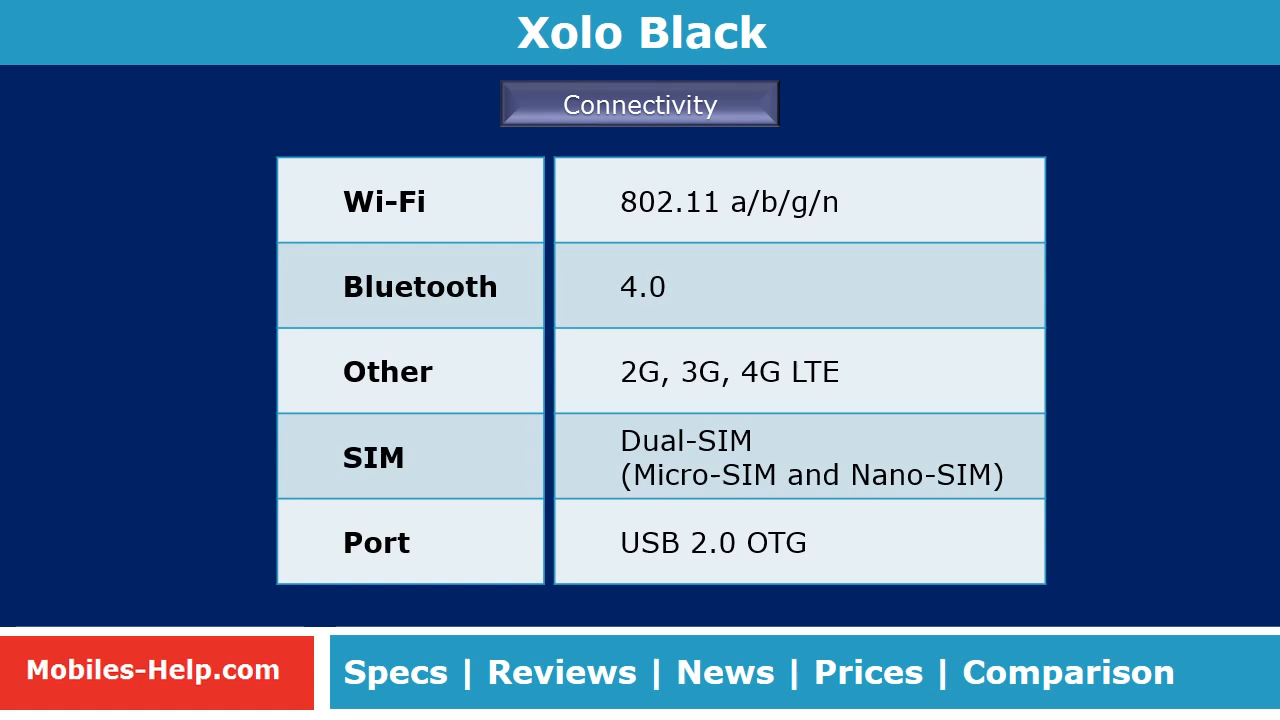 Xolo Black
Connectivity
Wi-Fi 802.11 a/b/g/n
Bluetooth 4.0
Other 2G, 3G, 4G LTE
SIM Dual-SIM
(Micro-SIM and Nano-SIM)
Port USB 2.0 OTG
Mobiles-Help.com Specs | Reviews | News | Prices | Comparison